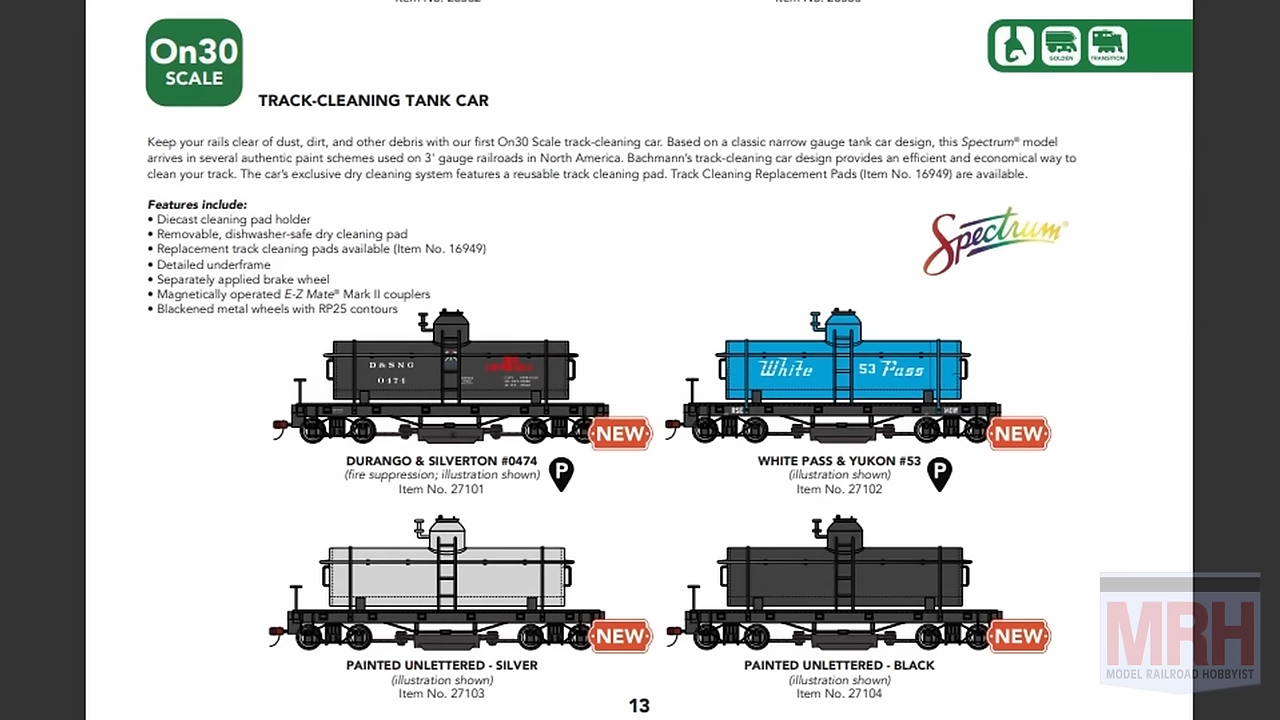 On30
SCALE
GOLDEN
TRANSITION
TRACK-CLEANING TANK CAR
Keep your rails clear of dust, dirt, and other debris with our first On30 Scale track-cleaning car. Based on a classic narrow gauge tank car design, this Spectrum® model
arrives in several authentic paint schemes used on 3' gauge railroads in North America. Bachmann's track-cleaning car design provides an efficient and economical way to
clean your track. The car's exclusive dry cleaning system features a reusable track cleaning pad. Track Cleaning Replacement Pads (Item No. 16949) are available.
Features include:
• Diecast cleaning pad holder
• Removable, dishwasher-safe dry cleaning pad
• Replacement track cleaning pads available (Item No. 16949)
• Detailed underframe
• Separately applied brake wheel
• Magnetically operated E-Z Mate® Mark II couplers
• Blackened metal wheels with RP25 contours
Spectrum®
D&SNG
0474
White 53 Pass
NEW
NEW
DURANGO & SILVERTON #0474
(fire suppression; illustration shown)
Item No. 27101
P
WHITE PASS & YUKON #53
(illustration shown)
Item No. 27102
P
NEW
NEW
PAINTED UNLETTERED - SILVER
(illustration shown)
Item No. 27103
PAINTED UNLETTERED - BLACK
(illustration shown)
Item No. 27104
13
MRH
MODEL RAILROAD HOBBYIST